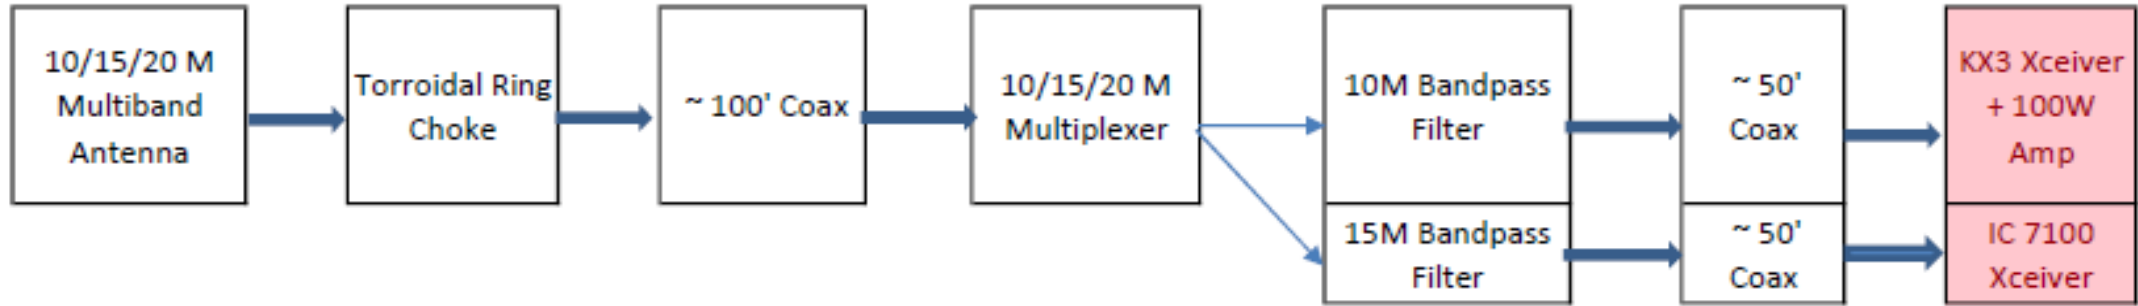 10/15/20 M
Multiband
Antenna
Torroidal Ring
Choke
~ 100' Coax
10/15/20 M
Multiplexer
10M Bandpass
Filter
~ 50'
Coax
KX3 Xceiver
+ 100W
Amp
15M Bandpass
Filter
~ 50'
Coax
IC 7100
Xceiver